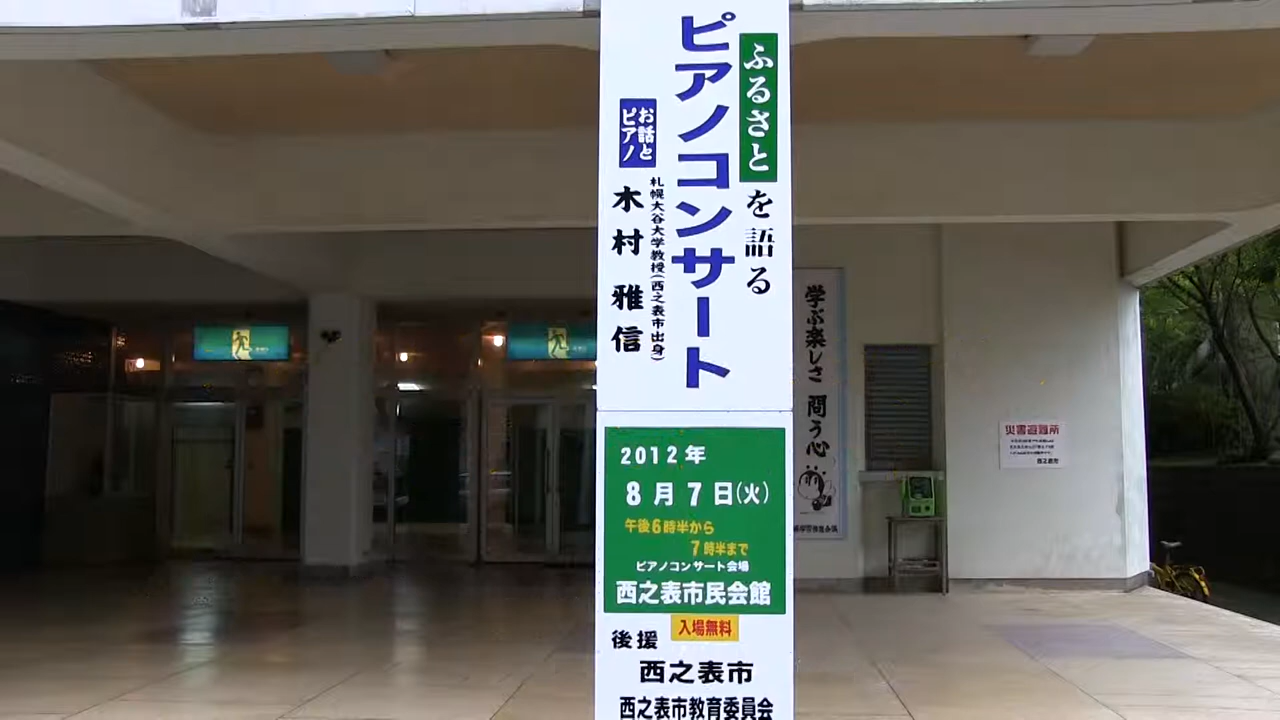 ふるさとを語る
ピアノコンサート
お話と
ピアノ
札幌大谷大学教授(西之表市出身)
木村雅信
2012年
8月7日(火)
午後6時半から
7時半まで
ピアノコンサート会場
西之表市民会館
入場無料
後援
西之表市
西之表市教育委員会
学ぶ楽しさ 問う心
災害避難所
西之表市